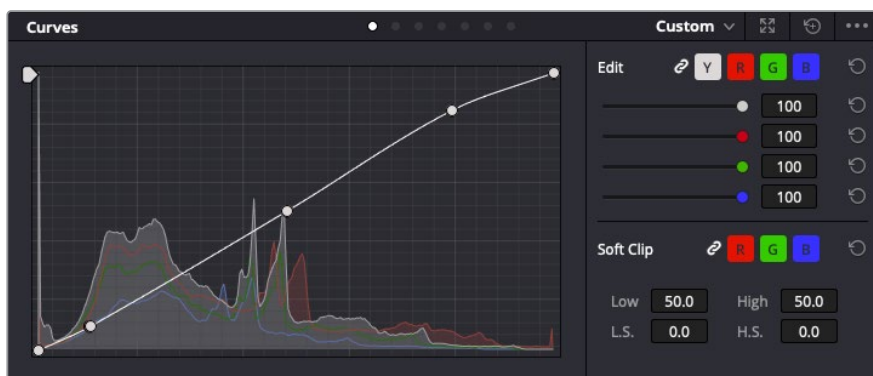 Curves
Custom
Edit Y R G B
100
100
100
100
Soft Clip R G B
Low 50.0 High 50.0
L.S. 0.0 H.S. 0.0